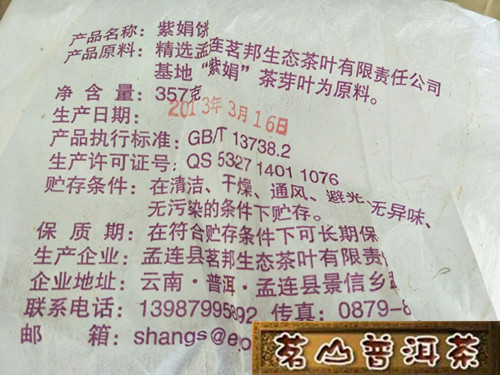 产品名称：紫娟饼
产品原料：精选孟连茗邦生态茶叶有限责任公司
基地“紫娟”茶芽叶为原料。
净 含 量：357克
生产日期：2013年3月16日
产品执行标准：GB/T 13738.2
生产许可证号：QS 5327 1401 1076
贮存条件：在清洁、干燥、通风、避光、无异味、
无污染的条件下贮存。
保 质 期：在符合贮存条件下可长期保
生产企业：孟连县茗邦生态茶叶有限责
企业地址：云南·普洱·孟连县景信乡
联系电话：13987995892 传真：0879-8
邮 箱：shangs@e
茗山普洱茶